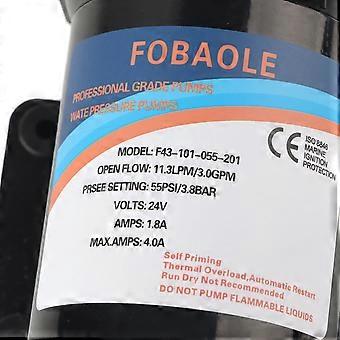 FOBAOLE
PROFESSIONAL GRADE PUMPS
WATE PRESSURE PUMPS
MODEL: F43-101-055-201
OPEN FLOW: 11.3LPM/3.0GPM
PRSEE SETTING: 55PSI/3.8BAR
VOLTS: 24V
AMPS: 1.8A
MAX.AMPS: 4.0A
CE
ISO 8846
MARINE
IGNITION
PROTECTION
Self Priming
Thermal Overload,Automatic Restart
Run Dry Not Recommended
DO NOT PUMP FLAMMABLE LIQUIDS